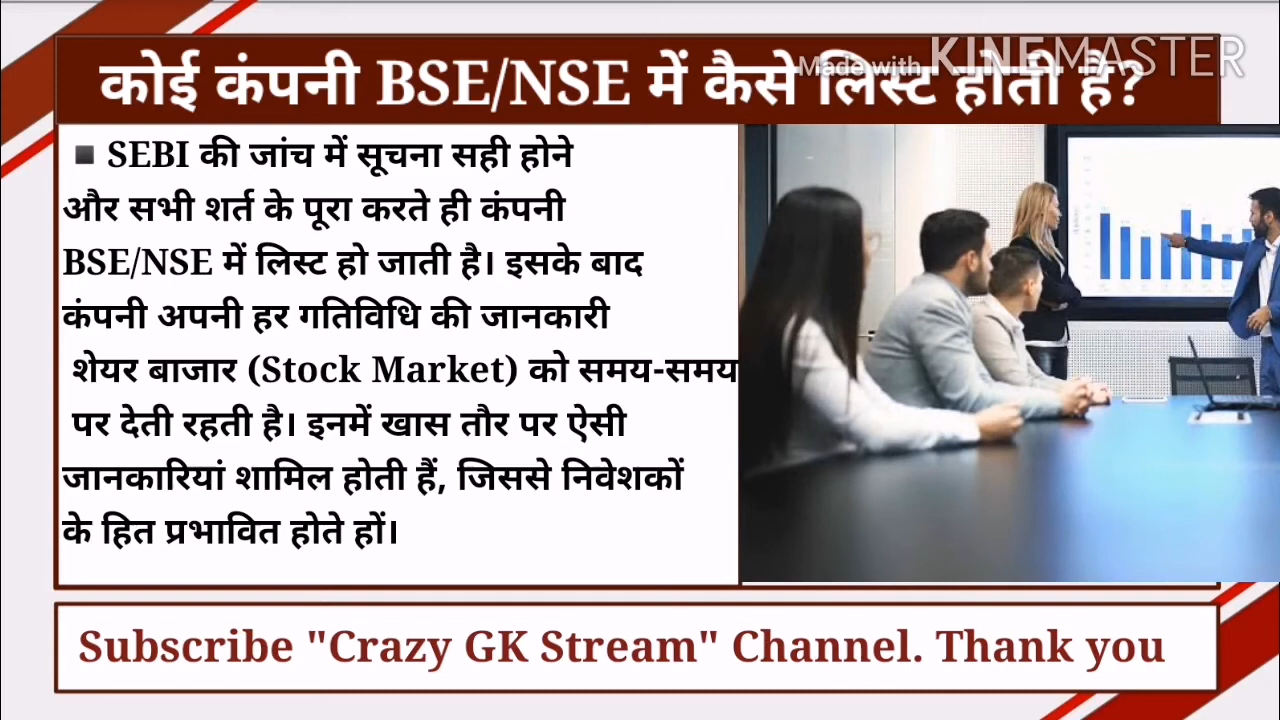 कोई कंपनी BSE/NSE में कैसे लिस्ट होती है?
Made with KINEMASTER
▪SEBI की जांच में सूचना सही होने
और सभी शर्त के पूरा करते ही कंपनी
BSE/NSE में लिस्ट हो जाती है। इसके बाद
कंपनी अपनी हर गतिविधि की जानकारी
शेयर बाजार (Stock Market) को समय-समय
पर देती रहती है। इनमें खास तौर पर ऐसी
जानकारियां शामिल होती हैं, जिससे निवेशकों
के हित प्रभावित होते हों।
Subscribe "Crazy GK Stream" Channel. Thank you